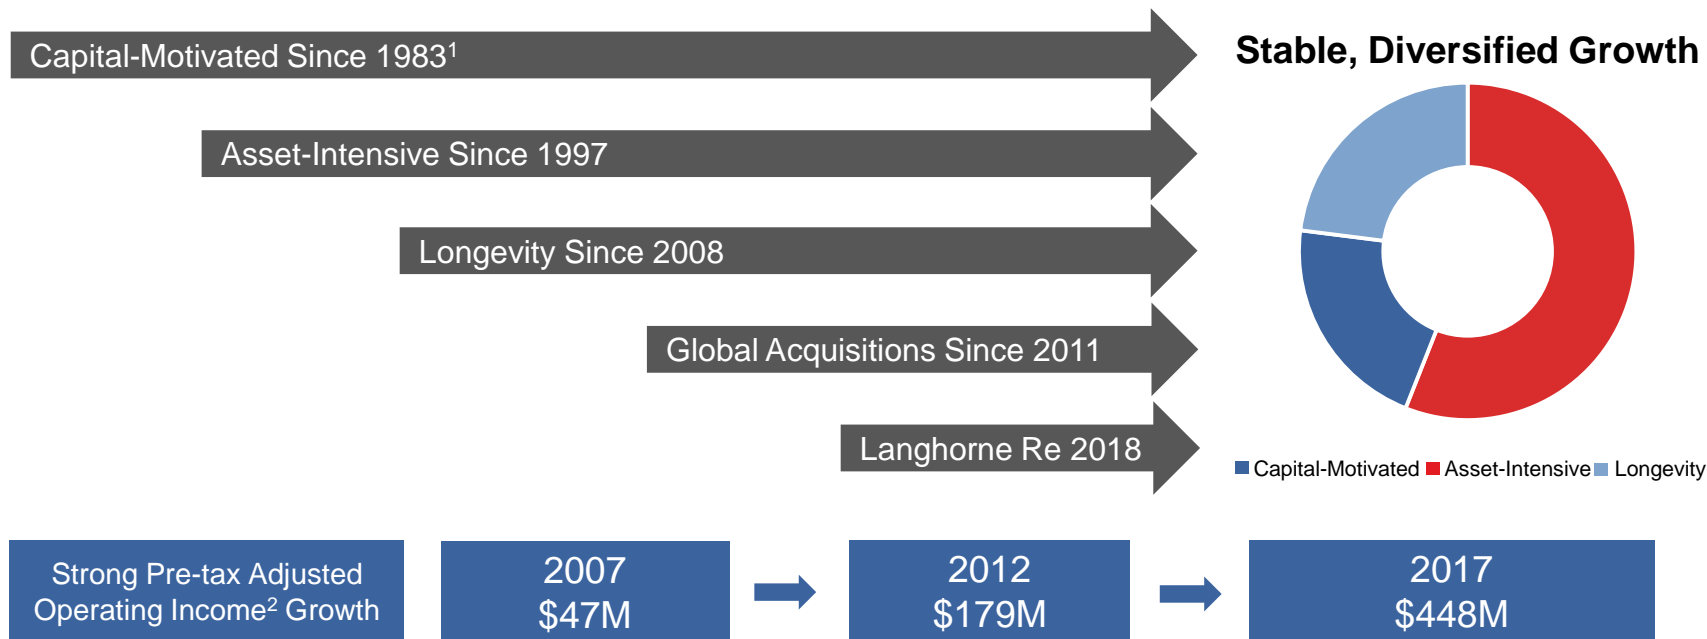 Capital-Motivated Since 1983¹
Stable, Diversified Growth
Asset-Intensive Since 1997
Longevity Since 2008
Global Acquisitions Since 2011
Langhorne Re 2018
Capital-Motivated Asset-Intensive Longevity
Strong Pre-tax Adjusted
Operating Income² Growth
2007
$47M
2012
$179M
2017
$448M